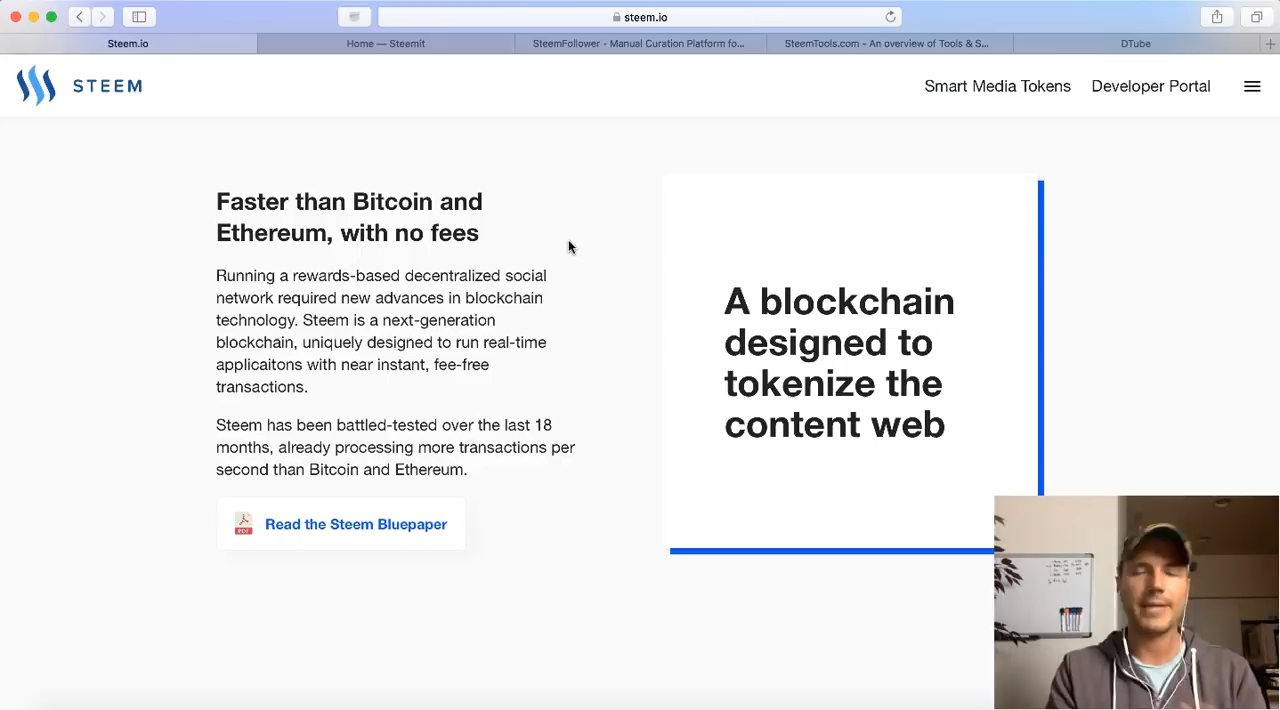 steem.io
Steem.io
Home — Steemit
SteemFollower - Manual Curation Platform fo...
SteemTools.com - An overview of Tools & S...
DTube
STEEM
Smart Media Tokens
Developer Portal
Faster than Bitcoin and
Ethereum, with no fees
Running a rewards-based decentralized social
network required new advances in blockchain
technology. Steem is a next-generation
blockchain, uniquely designed to run real-time
applicaitons with near instant, fee-free
transactions.
Steem has been battled-tested over the last 18
months, already processing more transactions per
second than Bitcoin and Ethereum.
PDF
Read the Steem Bluepaper
A blockchain
designed to
tokenize the
content web